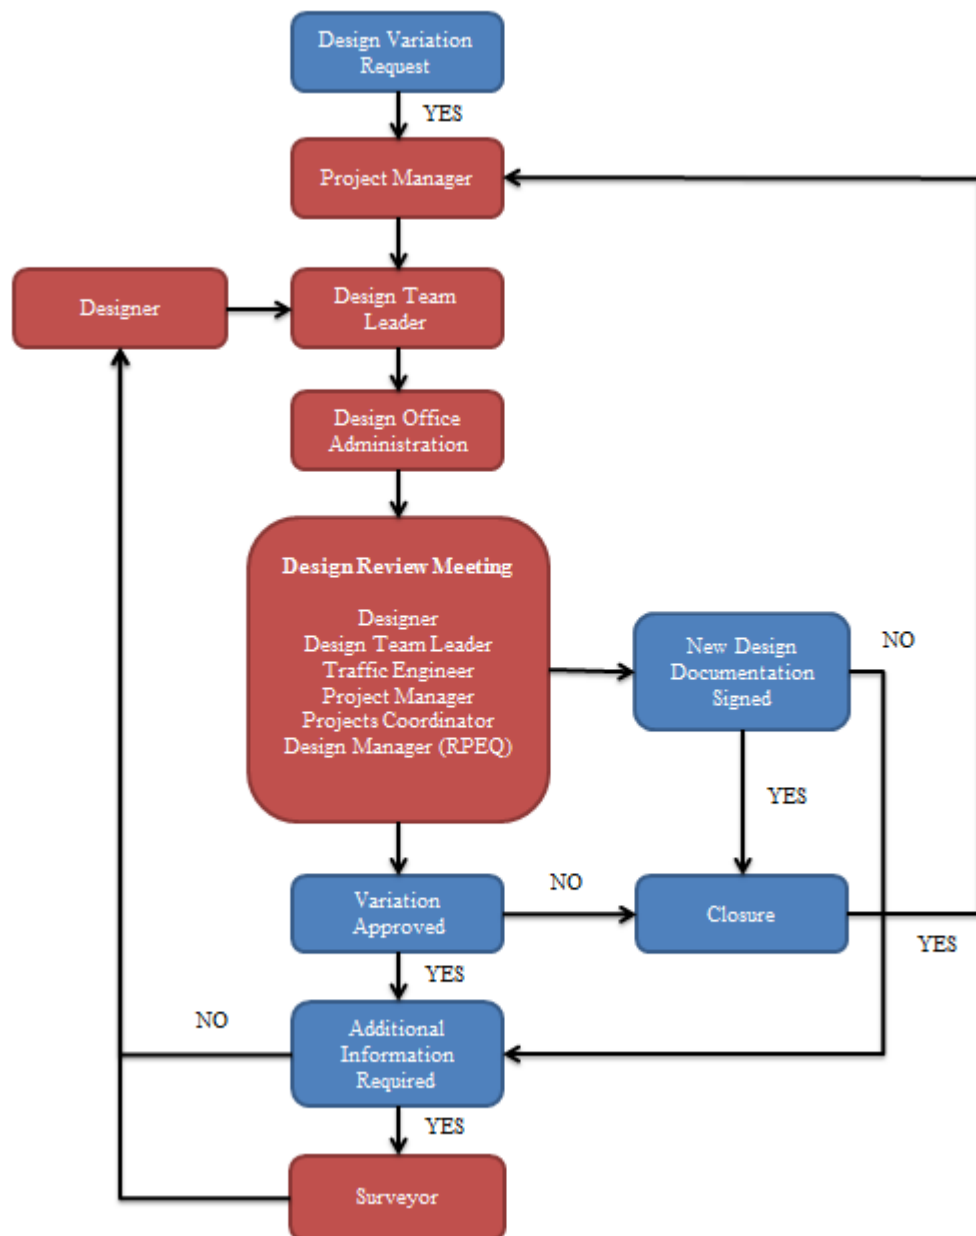 Design Variation
Request
YES
Project Manager
Designer
Design Team
Leader
Design Office
Administration
Design Review Meeting
Designer
Design Team Leader
Traffic Engineer
Project Manager
Projects Coordinator
Design Manager (RPEQ)
New Design
Documentation
Signed
NO
YES
Variation
Approved
NO
Closure
YES
YES
NO
Additional
Information
Required
YES
Surveyor